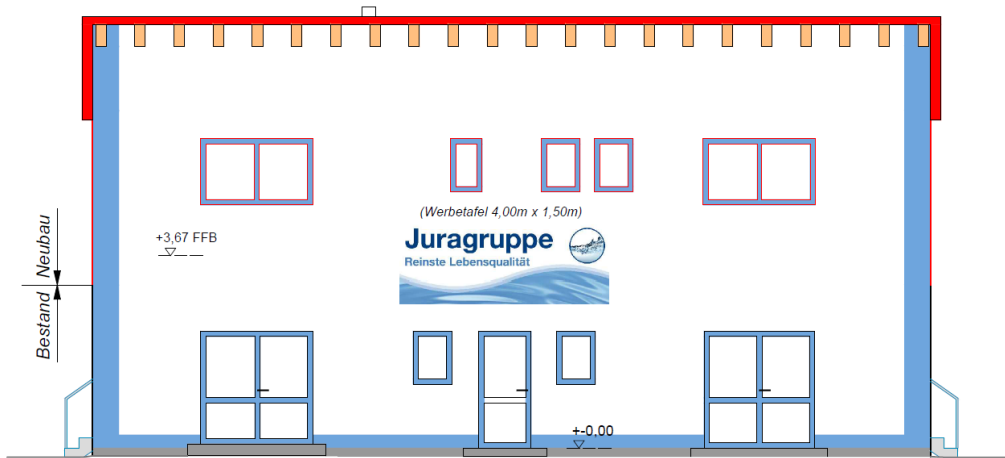 (Werbetafel 4,00m x 1,50m)
Juragruppe
Reinste Lebensqualität
+3,67 FFB
Neubau
Bestand
+-0,00